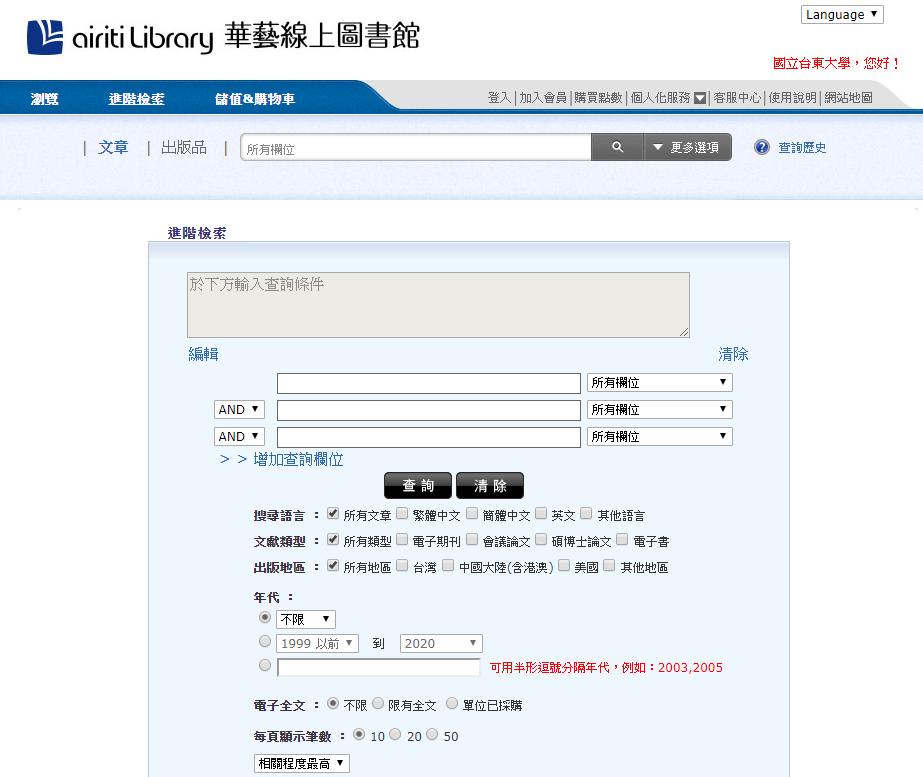 Language ▼
airiti Library 華藝線上圖書館
國立台東大學，您好！
瀏覽 進階檢索 儲值&購物車
登入|加入會員|購買點數|個人化服務|客服中心|使用說明|網站地圖
| 文章 | 出版品 | 所有欄位 更多選項 ? 查詢歷史
進階檢索
於下方輸入查詢條件
編輯 清除
所有欄位
AND 所有欄位
AND 所有欄位
> > 增加查詢欄位
查 詢 清 除
搜尋語言 ： 所有文章 繁體中文 簡體中文 英文 其他語言
文獻類型 ： 所有類型 電子期刊 會議論文 碩博士論文 電子書
出版地區 ： 所有地區 台灣 中國大陸(含港澳) 美國 其他地區
年代 ：
不限
1999 以前 到 2020
可用半形逗號分隔年代，例如：2003,2005
電子全文 ： 不限 限有全文 單位已採購
每頁顯示筆數 ： 10 20 50
相關程度最高